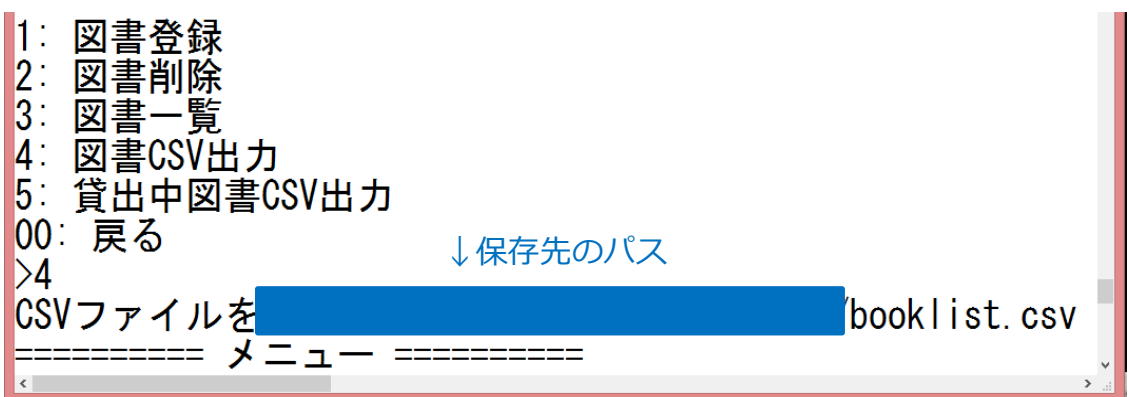 1: 図書登録
2: 図書削除
3: 図書一覧
4: 図書CSV出力
5: 貸出中図書CSV出力
00: 戻る
↓保存先のパス
>4
CSVファイルを/booklist.csv
========== メニュー ==========